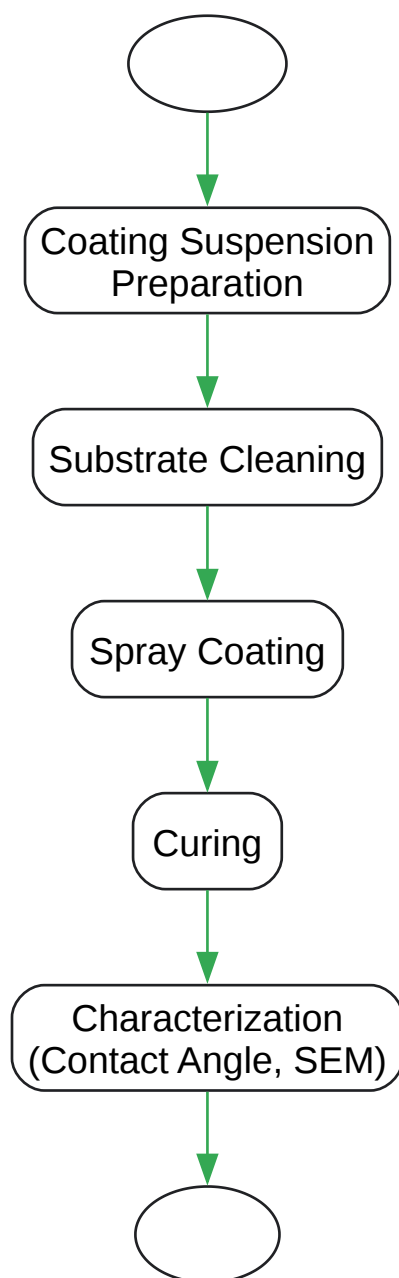 Coating Suspension
Preparation
Substrate Cleaning
Spray Coating
Curing
Characterization
(Contact Angle, SEM)